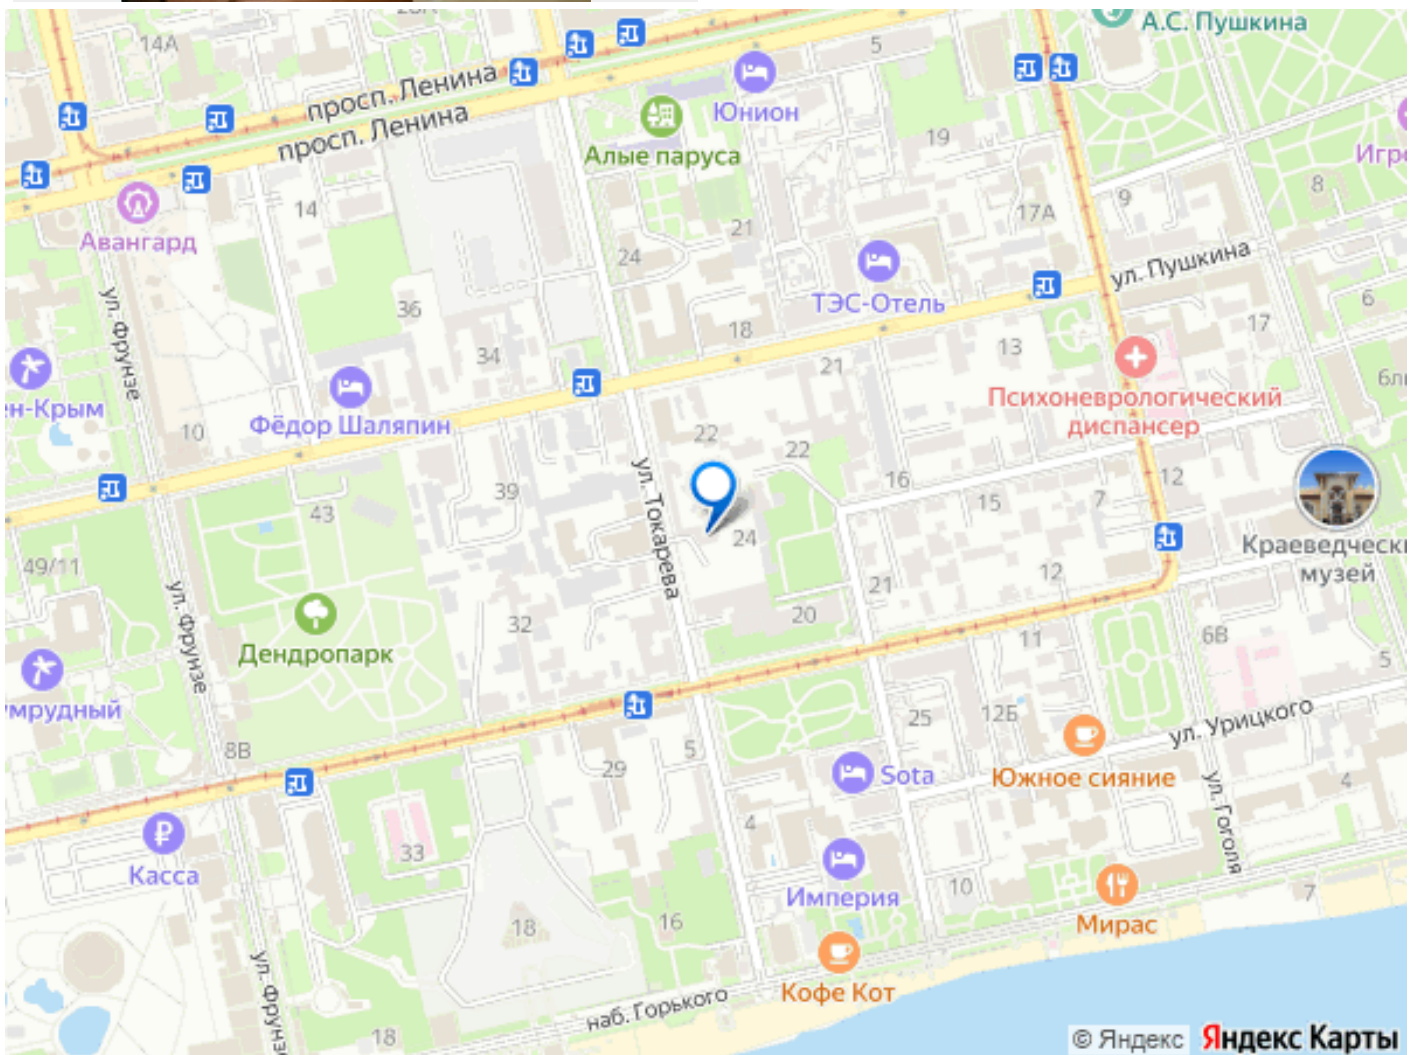 А.С. Пушкина
14А
5
просп. Ленина
Юнион
просп. Ленина
19
Алые паруса
Игр
8
9
14
17А
21
Авангард
24
ул. Пушкина
ТЭС-Отель
36
6
17
18
ул. Фрунзе
34
13
21
ен-Крым
Психоневрологический
диспансер
Фёдор Шаляпин
10
22
22
ул. Токарева
16
12
39
15
7
43
24
Краеведческ
музей
49/11
12
21
ул. Фрунзе
20
32
11
6В
Дендропарк
5
мрудный
25
12Б
ул. Урицкого
8В
5
29
Sota
Южное сияние
4
ул. Гоголя
4
33
Касса
10
7
Империя
16
18
Мирас
ул. Фрунзе
Кофе Кот
наб. Горького
18
© Яндекс Яндекс Карты